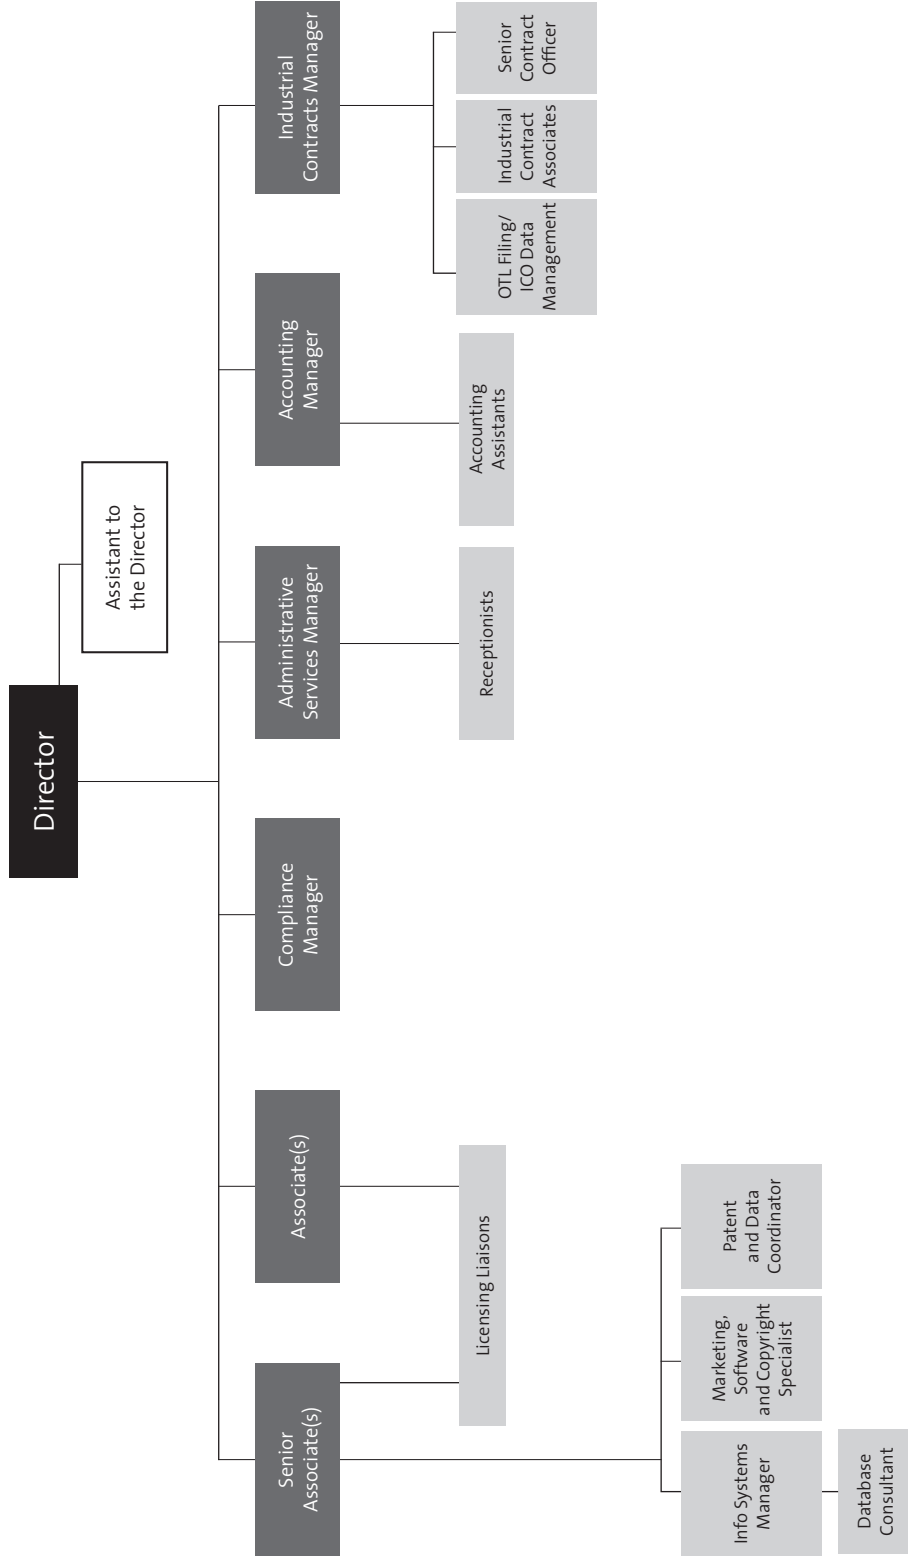 Director
Assistant to
the Director
Senior
Associate(s)
Associate(s)
Compliance
Manager
Administrative
Services Manager
Accounting
Manager
Industrial
Contracts Manager
Licensing Liaisons
Receptionists
Accounting
Assistants
OTL Filing/
ICO Data
Management
Industrial
Contract
Associates
Senior
Contract
Officer
Info Systems
Manager
Marketing,
Software
and Copyright
Specialist
Patent
and Data
Coordinator
Database
Consultant